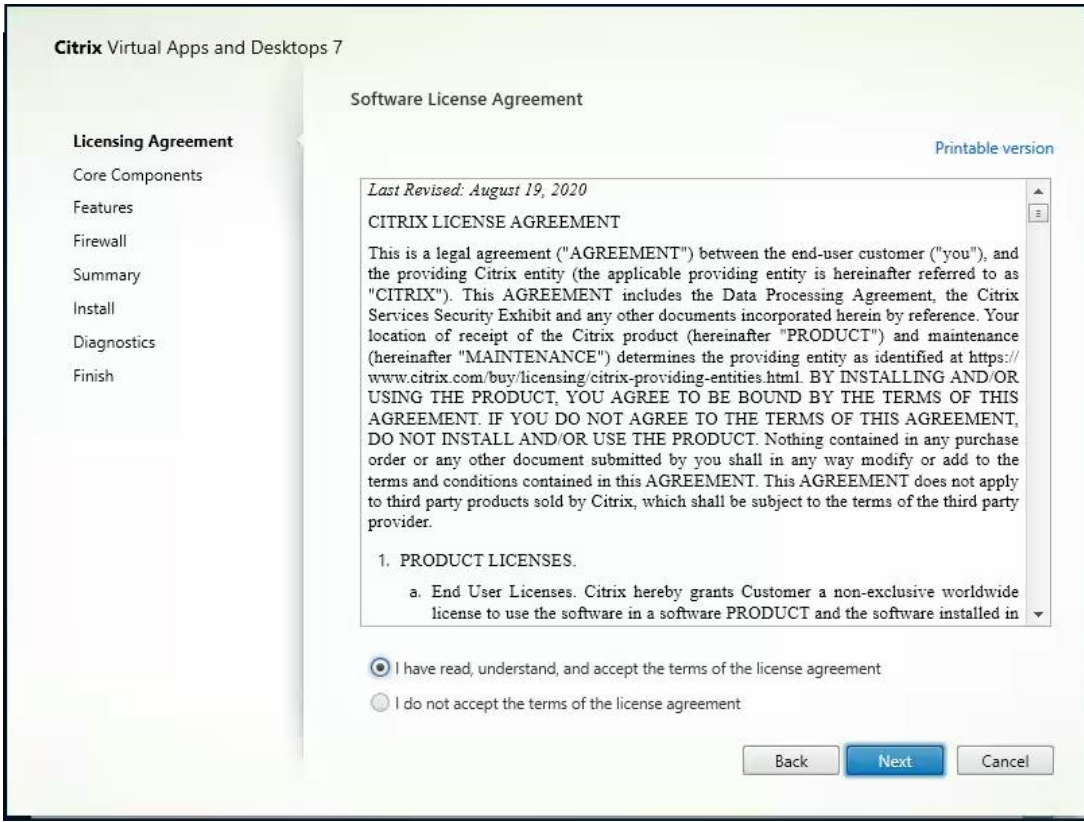 Citrix Virtual Apps and Desktops 7
Licensing Agreement
Core Components
Features
Firewall
Summary
Install
Diagnostics
Finish
Software License Agreement
Printable version
Last Revised: August 19, 2020
CITRIX LICENSE AGREEMENT
This is a legal agreement ("AGREEMENT") between the end-user customer ("you"), and
the providing Citrix entity (the applicable providing entity is hereinafter referred to as
"CITRIX"). This AGREEMENT includes the Data Processing Agreement, the Citrix
Services Security Exhibit and any other documents incorporated herein by reference. Your
location of receipt of the Citrix product (hereinafter "PRODUCT") and maintenance
(hereinafter "MAINTENANCE") determines the providing entity as identified at https://
www.citrix.com/buy/licensing/citrix-providing-entities.html. BY INSTALLING AND/OR
USING THE PRODUCT, YOU AGREE TO BE BOUND BY THE TERMS OF THIS
AGREEMENT. IF YOU DO NOT AGREE TO THE TERMS OF THIS AGREEMENT,
DO NOT INSTALL AND/OR USE THE PRODUCT. Nothing contained in any purchase
order or any other document submitted by you shall in any way modify or add to the
terms and conditions contained in this AGREEMENT. This AGREEMENT does not apply
to third party products sold by Citrix, which shall be subject to the terms of the third party
provider.
1. PRODUCT LICENSES.
a. End User Licenses. Citrix hereby grants Customer a non-exclusive worldwide
license to use the software in a software PRODUCT and the software installed in
I have read, understand, and accept the terms of the license agreement
I do not accept the terms of the license agreement
Back Next Cancel